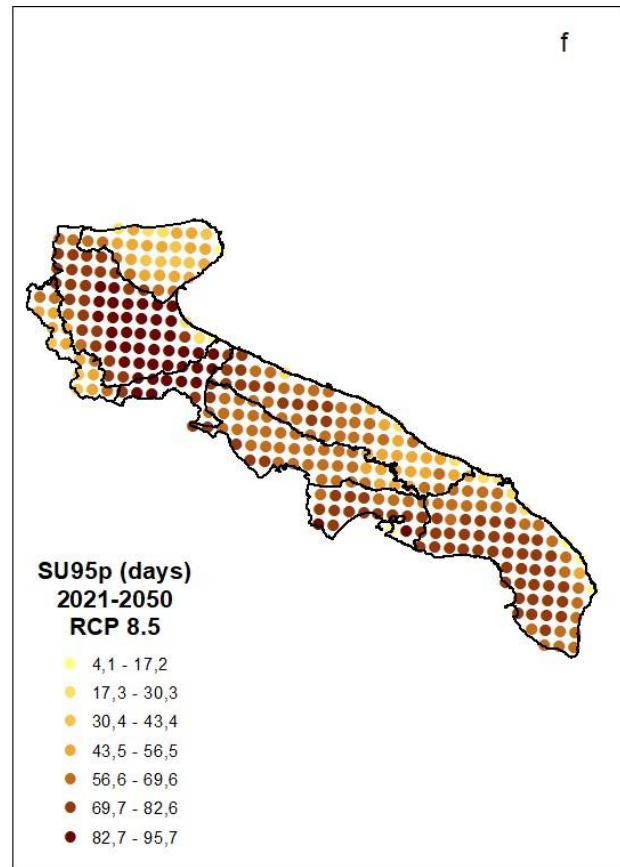 f
SU95p (days)
2021-2050
RCP 8.5
4,1 - 17,2
17,3 - 30,3
30,4 - 43,4
43,5 - 56,5
56,6 - 69,6
69,7 - 82,6
82,7 - 95,7